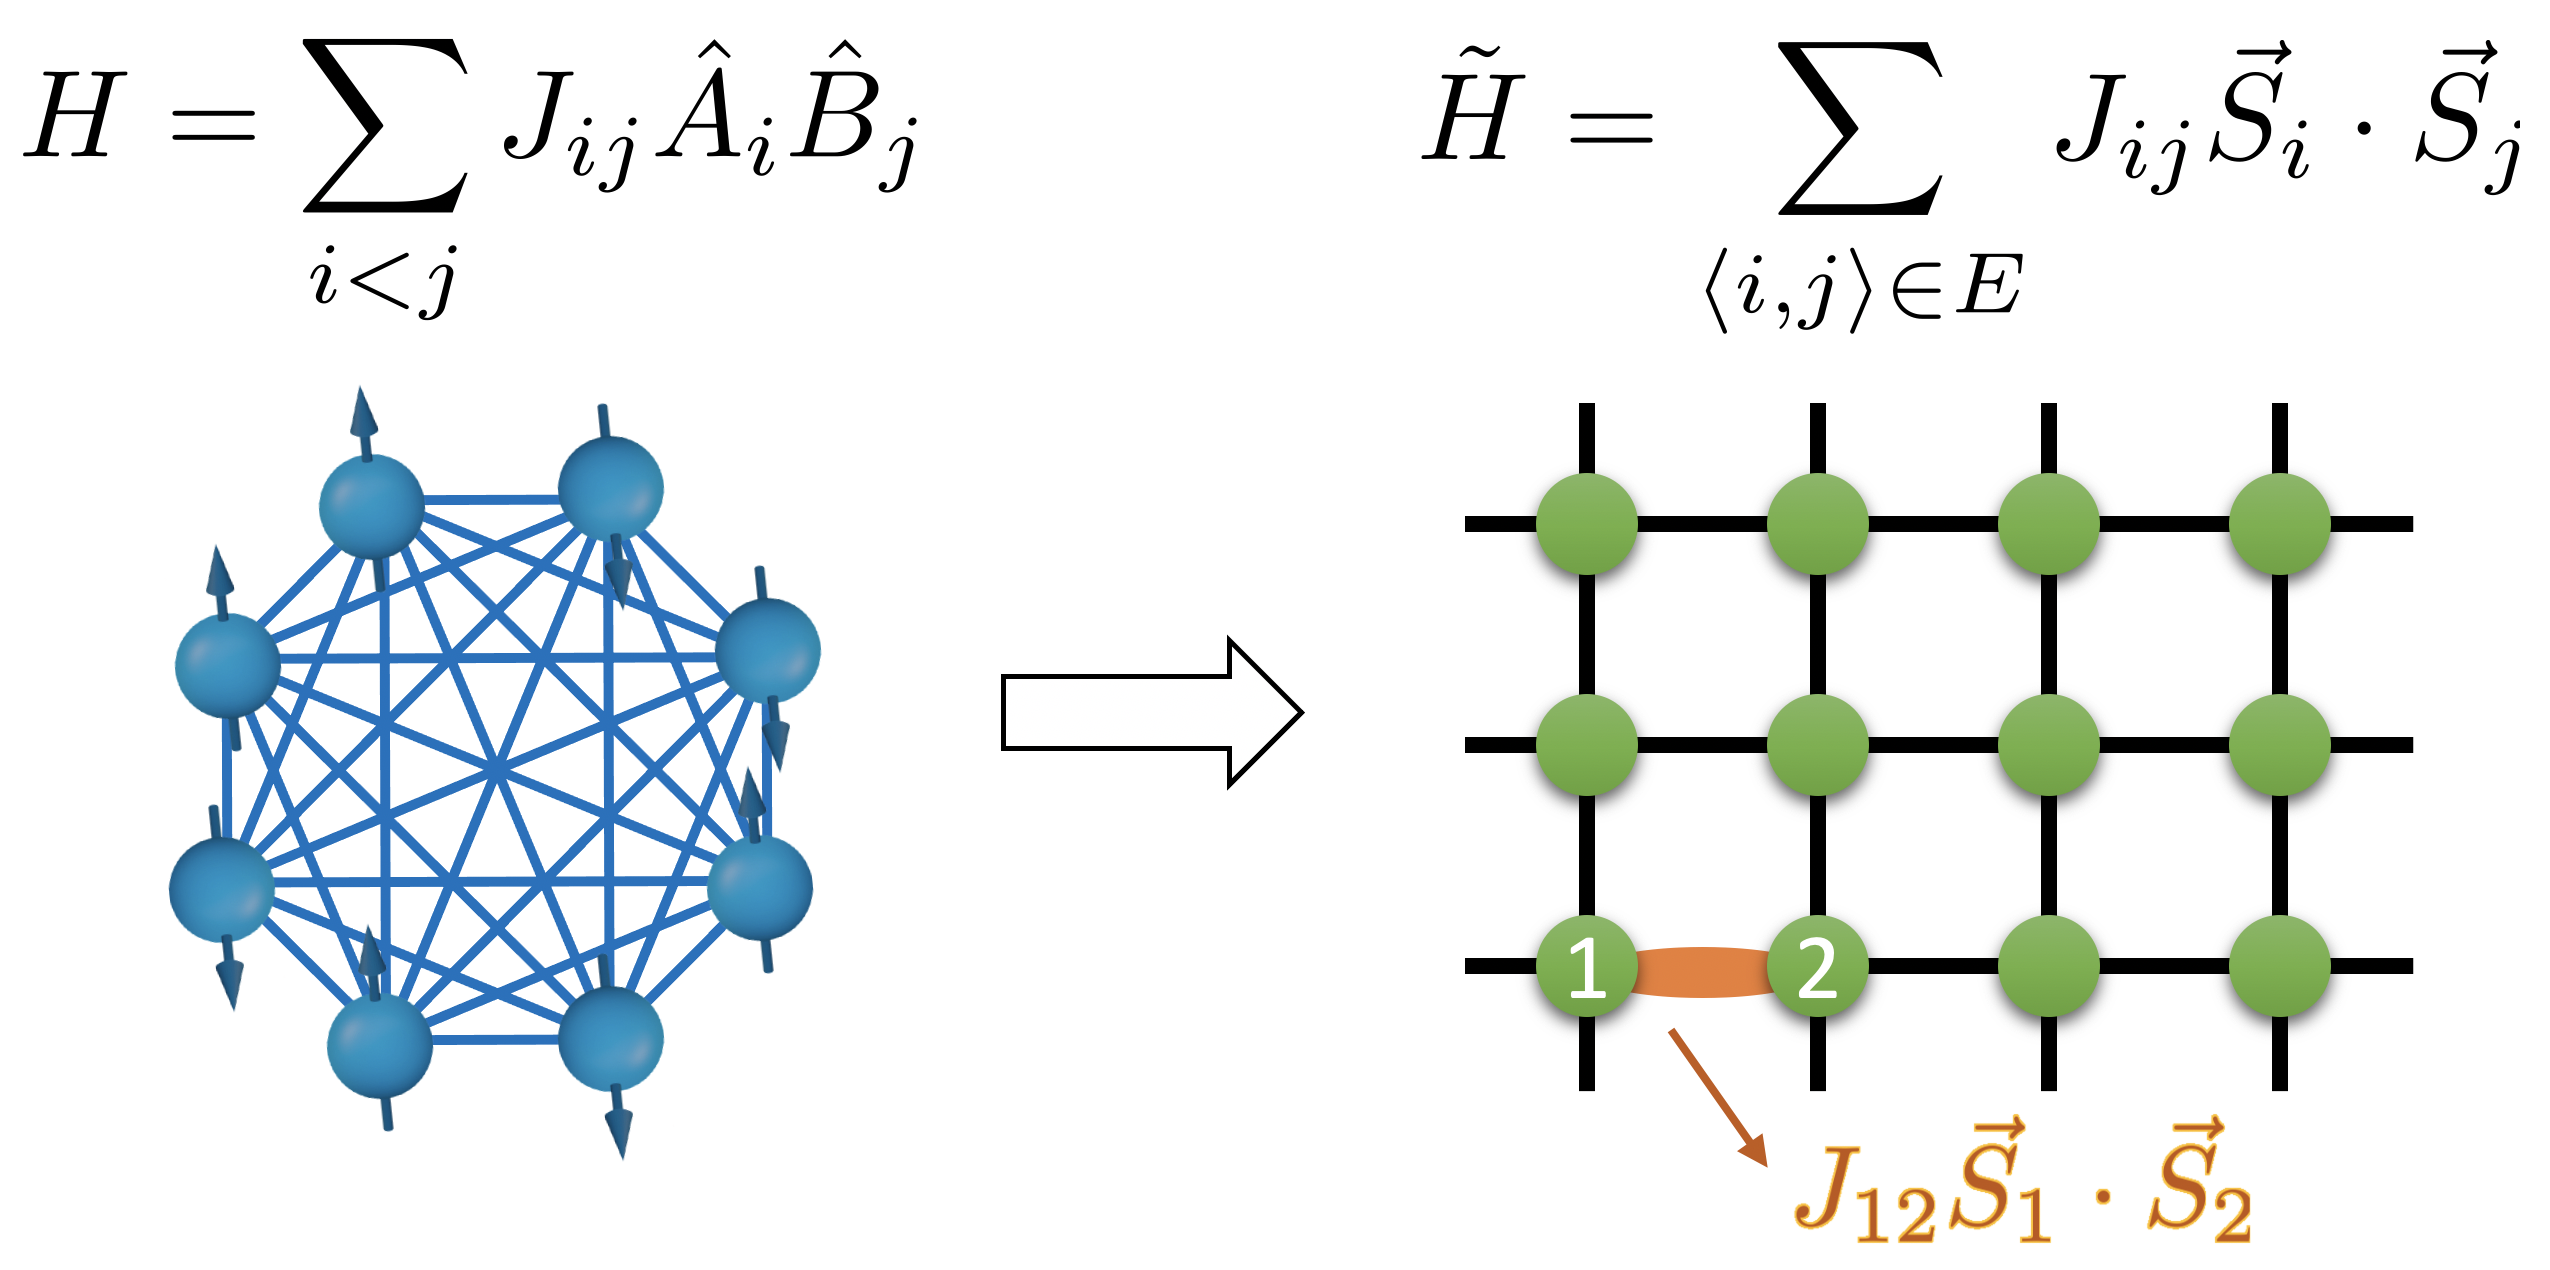 H = \sum_{i<j} J_{ij} \hat{A}_i \hat{B}_j
\tilde{H} = \sum_{\langle i,j \rangle \in E} J_{ij} \vec{S}_i \cdot \vec{S}_j
1 2
J_{12} \vec{S}_1 \cdot \vec{S}_2